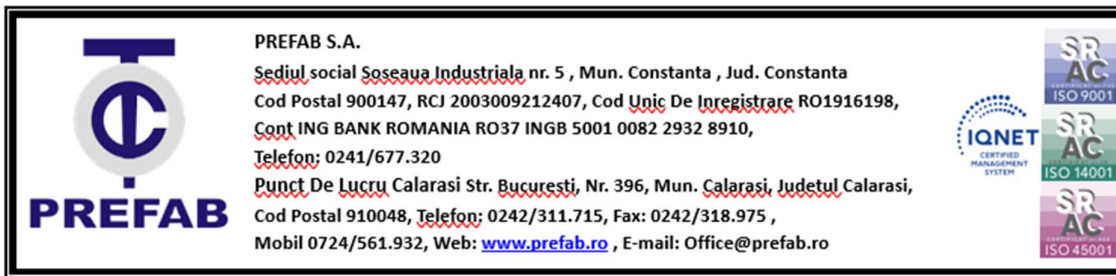 PREFAB
PREFAB S.A.
Sediul social Soseaua Industriala nr. 5 , Mun. Constanta , Jud. Constanta
Cod Postal 900147, RCJ 2003009212407, Cod Unic De Inregistrare RO1916198,
Cont ING BANK ROMANIA RO37 INGB 5001 0082 2932 8910,
Telefon: 0241/677.320
Punct De Lucru Calarasi Str. Bucuresti, Nr. 396, Mun. Calarasi, Judetul Calarasi,
Cod Postal 910048, Telefon: 0242/311.715, Fax: 0242/318.975 ,
Mobil 0724/561.932, Web: www.prefab.ro , E-mail: Office@prefab.ro
IQNET
CERTIFIED
MANAGEMENT
SYSTEM
SR
AC
ISO 9001
SR
AC
ISO 14001
SR
AC
ISO 45001